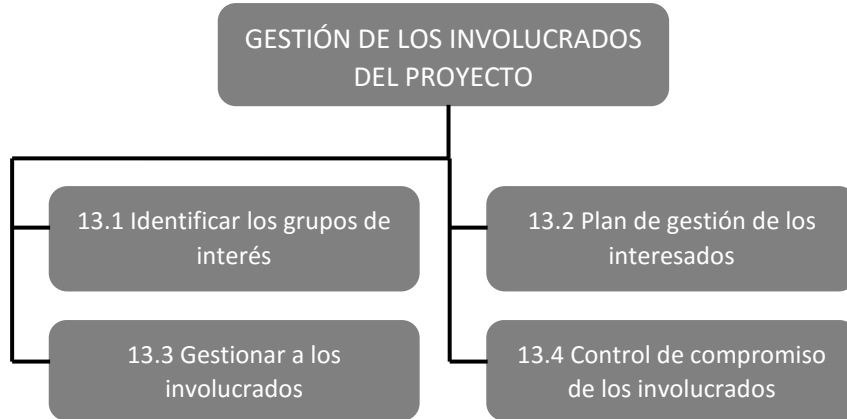 GESTIÓN DE LOS INVOLUCRADOS
DEL PROYECTO
13.1 Identificar los grupos de
interés
13.2 Plan de gestión de los
interesados
13.3 Gestionar a los
involucrados
13.4 Control de compromiso
de los involucrados